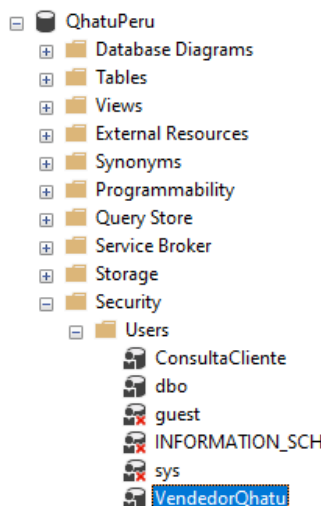 QhatuPeru
Database Diagrams
Tables
Views
External Resources
Synonyms
Programmability
Query Store
Service Broker
Storage
Security
Users
ConsultaCliente
dbo
guest
INFORMATION_SCH
sys
VendedorQhatu